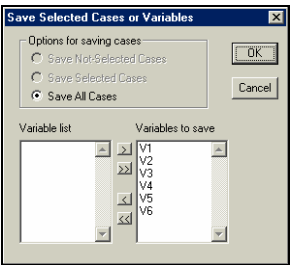 Save Selected Cases or Variables
Options for saving cases
Save Not-Selected Cases
Save Selected Cases
Save All Cases
OK
Cancel
Variable list
Variables to save
V1
V2
V3
V4
V5
V6
>
>>
<
<<